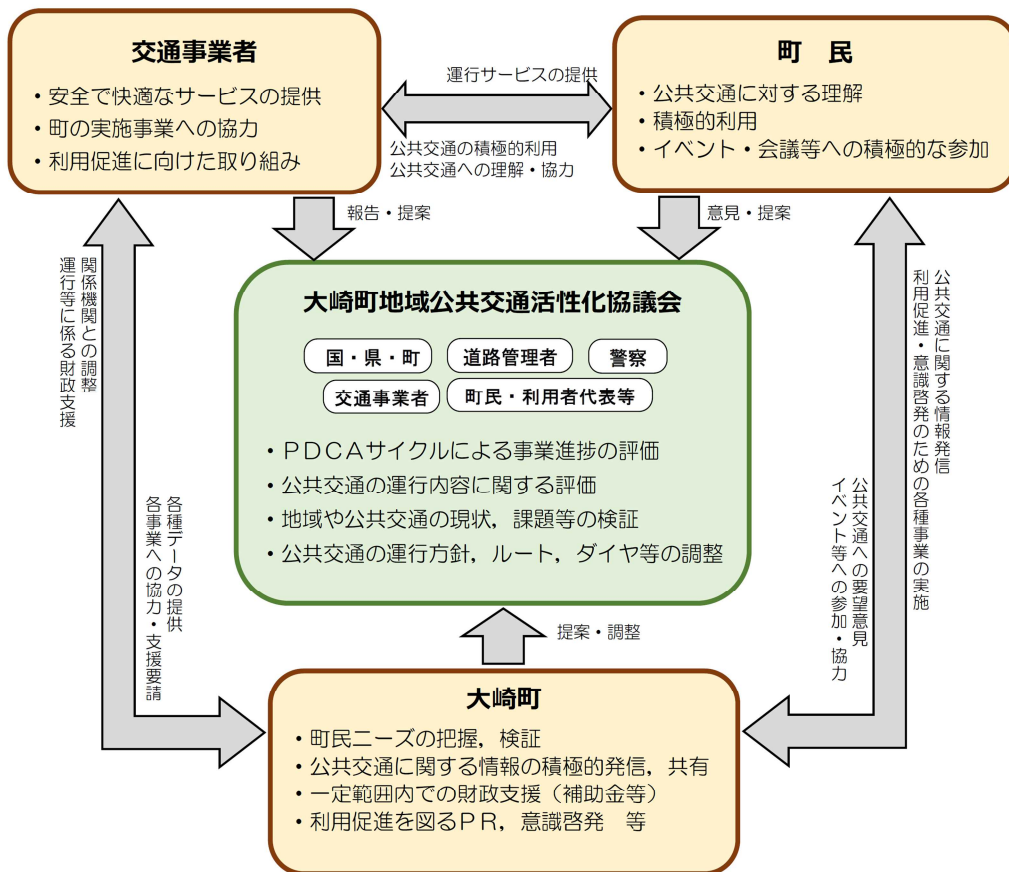 交通事業者
・安全で快適なサービスの提供
・町の実施事業への協力
・利用促進に向けた取り組み
運行サービスの提供
公共交通の積極的利用
公共交通への理解・協力
町　民
・公共交通に対する理解
・積極的利用
・イベント・会議等への積極的な参加
報告・提案
意見・提案
関係機関との調整
運行等に係る財政支援
各種データの提供
各事業への協力・支援要請
大崎町地域公共交通活性化協議会
国・県・町
道路管理者
警察
交通事業者
町民・利用者代表等
・ＰＤＣＡサイクルによる事業進捗の評価
・公共交通の運行内容に関する評価
・地域や公共交通の現状，課題等の検証
・公共交通の運行方針，ルート，ダイヤ等の調整
公共交通に関する情報発信
利用促進・意識啓発のための各種事業の実施
公共交通への要望意見
イベント等への参加・協力
提案・調整
大崎町
・町民ニーズの把握，検証
・公共交通に関する情報の積極的発信，共有
・一定範囲内での財政支援（補助金等）
・利用促進を図るＰＲ，意識啓発　等